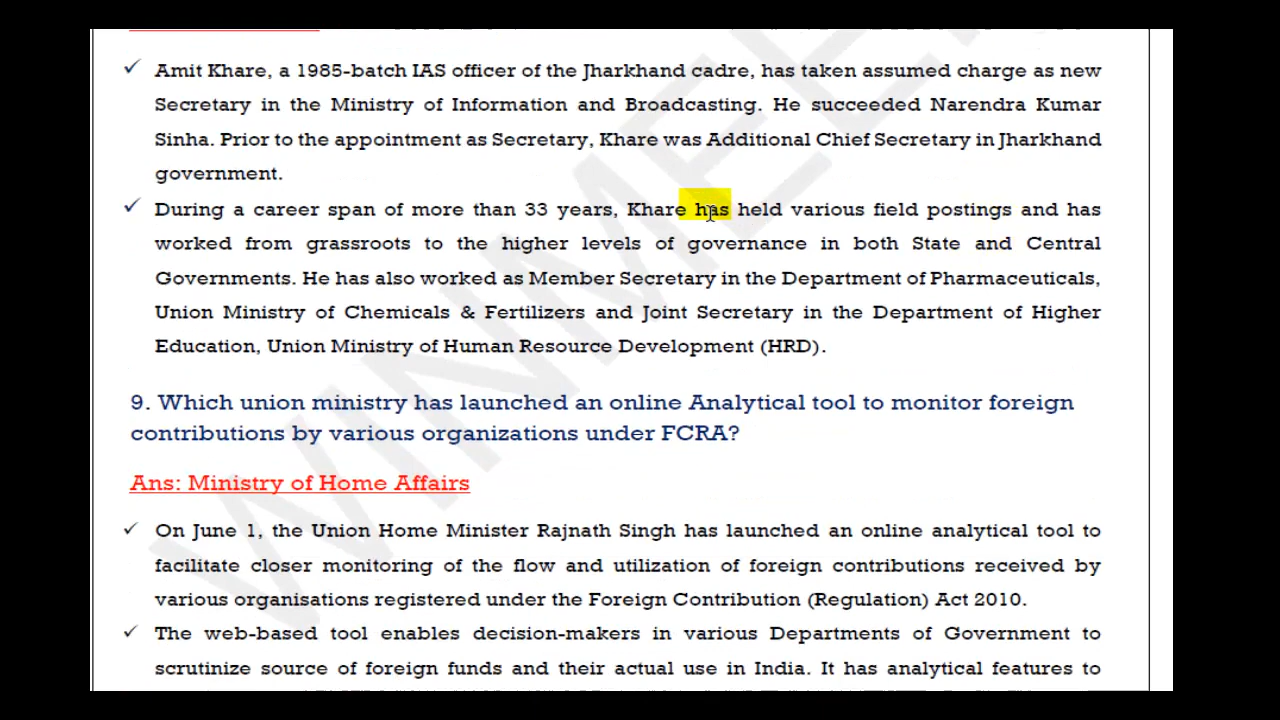 Amit Khare, a 1985-batch IAS officer of the Jharkhand cadre, has taken assumed charge as new
Secretary in the Ministry of Information and Broadcasting. He succeeded Narendra Kumar
Sinha. Prior to the appointment as Secretary, Khare was Additional Chief Secretary in Jharkhand
government.
During a career span of more than 33 years, Khare has held various field postings and has
worked from grassroots to the higher levels of governance in both State and Central
Governments. He has also worked as Member Secretary in the Department of Pharmaceuticals,
Union Ministry of Chemicals & Fertilizers and Joint Secretary in the Department of Higher
Education, Union Ministry of Human Resource Development (HRD).
9. Which union ministry has launched an online Analytical tool to monitor foreign
contributions by various organizations under FCRA?
Ans: Ministry of Home Affairs
On June 1, the Union Home Minister Rajnath Singh has launched an online analytical tool to
facilitate closer monitoring of the flow and utilization of foreign contributions received by
various organisations registered under the Foreign Contribution (Regulation) Act 2010.
The web-based tool enables decision-makers in various Departments of Government to
scrutinize source of foreign funds and their actual use in India. It has analytical features to